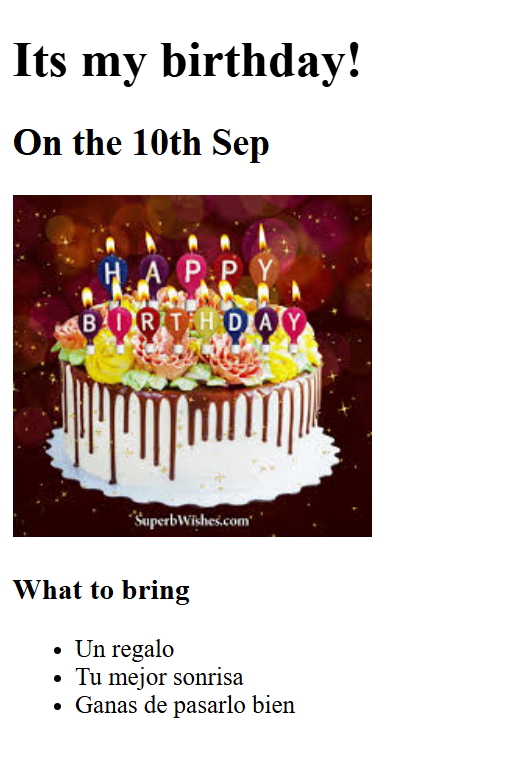 Its my birthday!
On the 10th Sep
HAPPY
BIRTHDAY
SuperbWishes.com
What to bring
Un regalo
Tu mejor sonrisa
Ganas de pasarlo bien